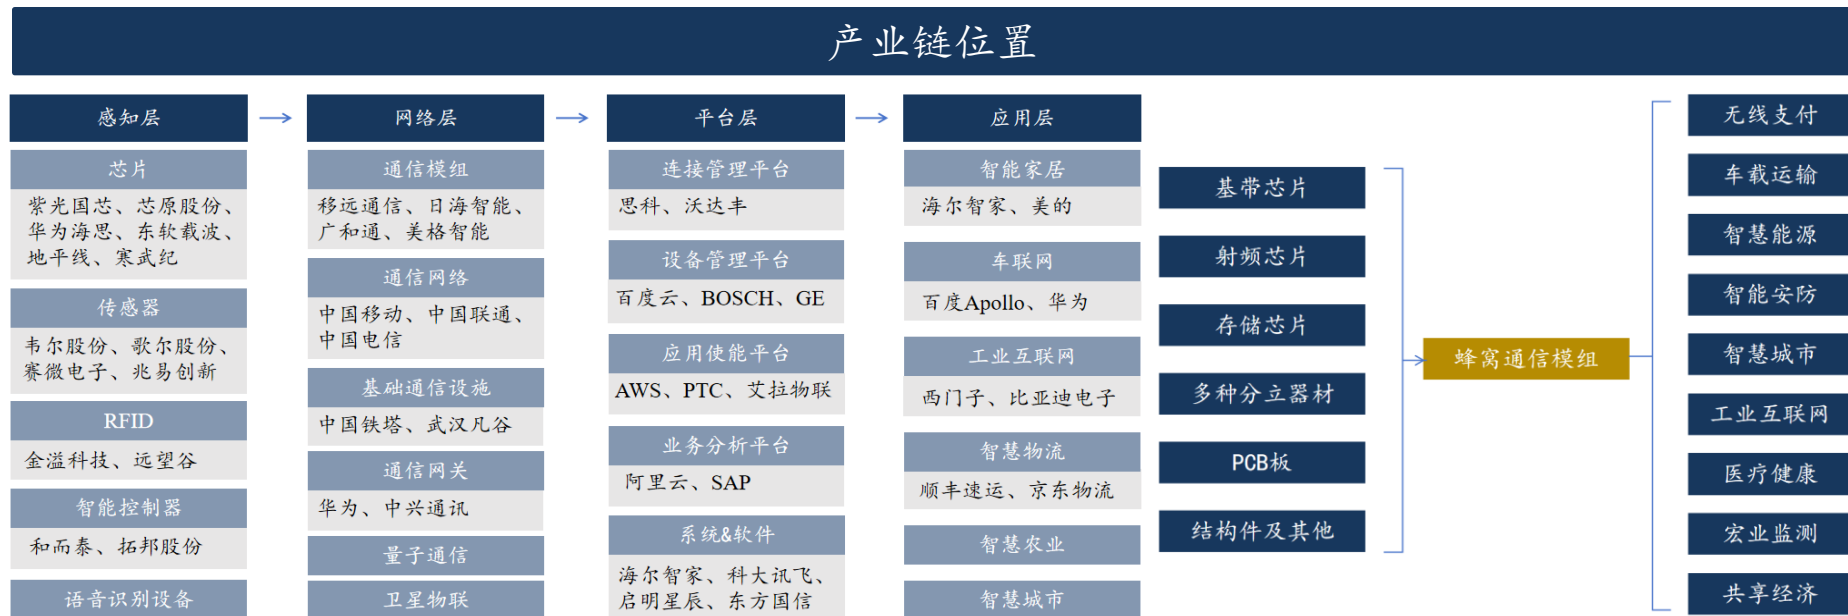 产业链位置
感知层
芯片
紫光国芯、芯原股份、
华为海思、东软载波、
地平线、寒武纪
传感器
韦尔股份、歌尔股份、
赛微电子、兆易创新
RFID
金溢科技、远望谷
智能控制器
和而泰、拓邦股份
语音识别设备
网络层
通信模组
移远通信、日海智能、
广和通、美格智能
通信网络
中国移动、中国联通、
中国电信
基础通信设施
中国铁塔、武汉凡谷
通信网关
华为、中兴通讯
量子通信
卫星物联
平台层
连接管理平台
思科、沃达丰
设备管理平台
百度云、BOSCH、GE
应用使能平台
AWS、PTC、艾拉物联
业务分析平台
阿里云、SAP
系统&软件
海尔智家、科大讯飞、
启明星辰、东方国信
应用层
智能家居
海尔智家、美的
车联网
百度Apollo、华为
工业互联网
西门子、比亚迪电子
智慧物流
顺丰速运、京东物流
智慧农业
智慧城市
基带芯片
射频芯片
存储芯片
多种分立器材
PCB板
结构件及其他
蜂窝通信模组
无线支付
车载运输
智慧能源
智能安防
智慧城市
工业互联网
医疗健康
宏业监测
共享经济